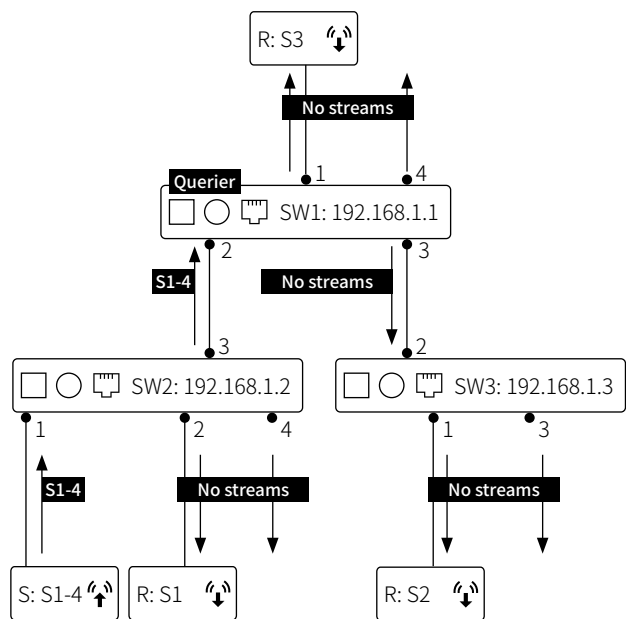 R: S3
No streams
Querier
1
4
SW1: 192.168.1.1
2
3
S1-4
No streams
3
2
SW2: 192.168.1.2
SW3: 192.168.1.3
1
2
4
1
3
S1-4
No streams
No streams
S: S1-4
R: S1
R: S2